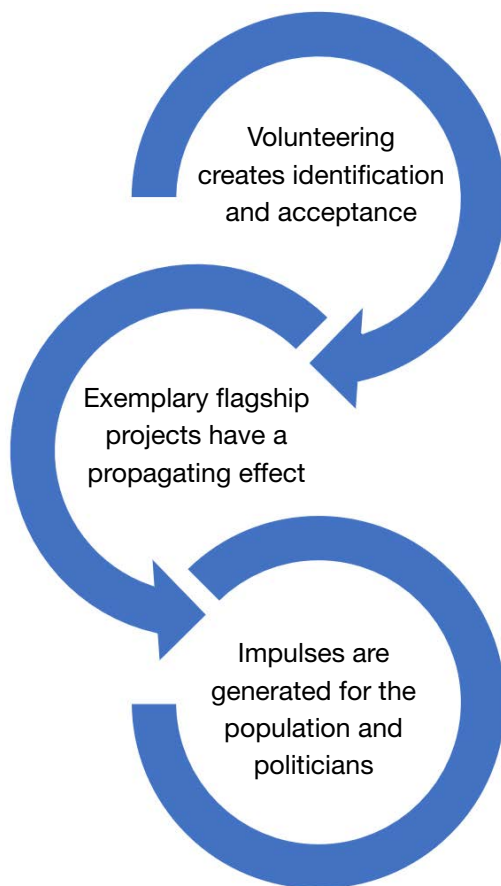 Volunteering
creates identification
and acceptance
Exemplary flagship
projects have a
propagating effect
Impulses are
generated for the
population and
politicians